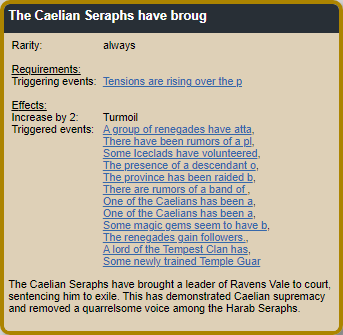 The Caelian Seraphs have broug
Rarity: always
Requirements:
Triggering events: Tensions are rising over the p
Effects:
Increase by 2: Turmoil
Triggered events: A group of renegades have atta,
There have been rumors of a pl,
Some Iceclads have volunteered,
The presence of a descendant o,
The province has been raided b,
There are rumors of a band of ,
One of the Caelians has been a,
One of the Caelians has been a,
Some magic gems seem to have b,
The renegades gain followers.,
A lord of the Tempest Clan has,
Some newly trained Temple Guar
The Caelian Seraphs have brought a leader of Ravens Vale to court,
sentencing him to exile. This has demonstrated Caelian supremacy
and removed a quarrelsome voice among the Harab Seraphs.